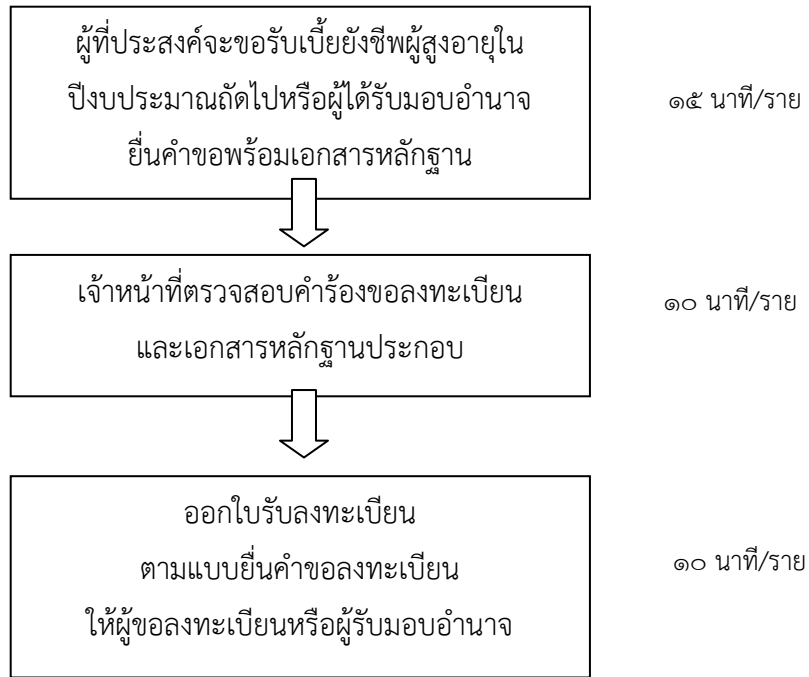 ผู้ที่ประสงค์จะขอรับเบี้ยยังชีพผู้สูงอายุใน
ปีงบประมาณถัดไปหรือผู้ได้รับมอบอำนาจ
ยื่นคำขอพร้อมเอกสารหลักฐาน
๑๕ นาที/ราย
เจ้าหน้าที่ตรวจสอบคำร้องขอลงทะเบียน
และเอกสารหลักฐานประกอบ
๑๐ นาที/ราย
ออกใบรับลงทะเบียน
ตามแบบยื่นคำขอลงทะเบียน
ให้ผู้ขอลงทะเบียนหรือผู้รับมอบอำนาจ
๑๐ นาที/ราย